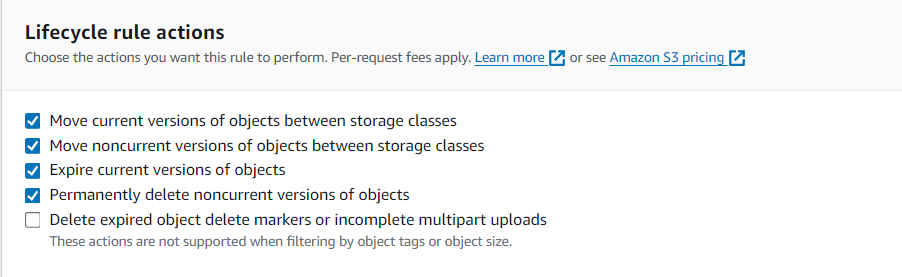 Lifecycle rule actions
Choose the actions you want this rule to perform. Per-request fees apply. Learn more or see Amazon S3 pricing
Move current versions of objects between storage classes
Move noncurrent versions of objects between storage classes
Expire current versions of objects
Permanently delete noncurrent versions of objects
Delete expired object delete markers or incomplete multipart uploads
These actions are not supported when filtering by object tags or object size.